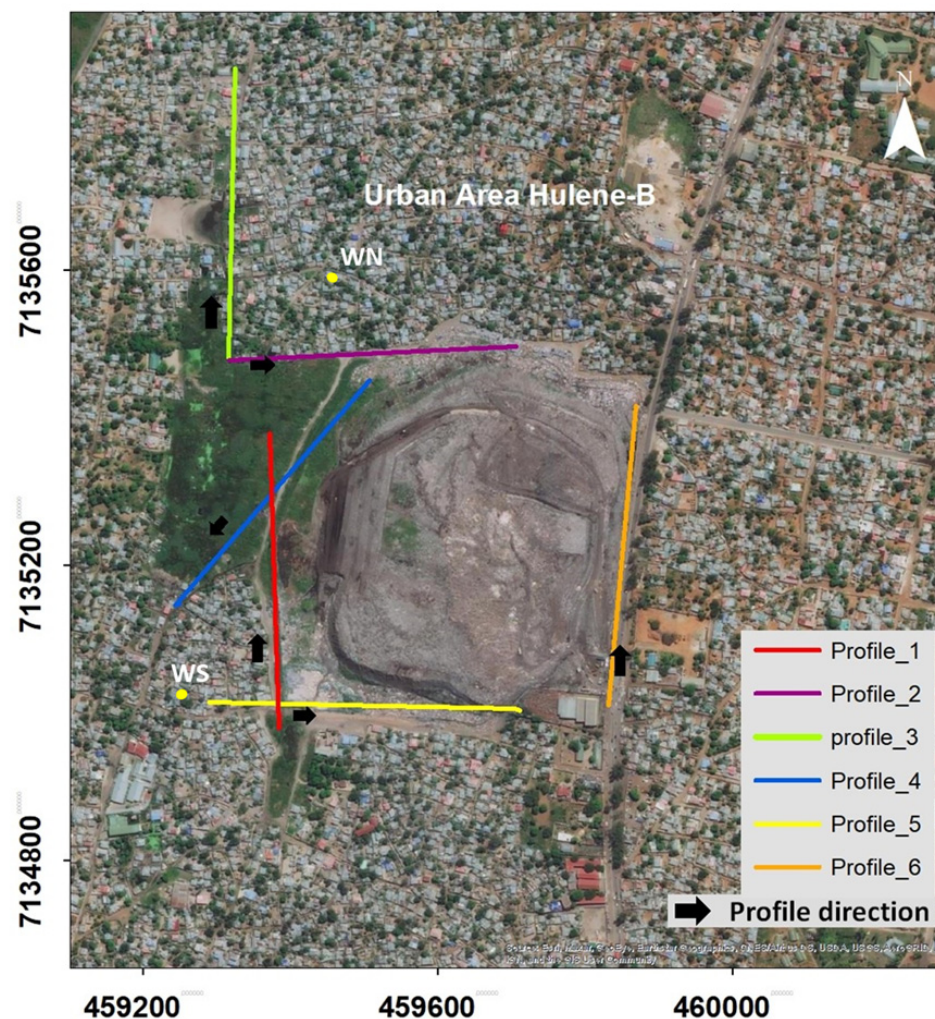 N
Urban Area Hulene-B
WN
WS
7135600
7135200
7134800
Profile_1
Profile_2
profile_3
Profile_4
Profile_5
Profile_6
Profile direction
459200
459600
460000